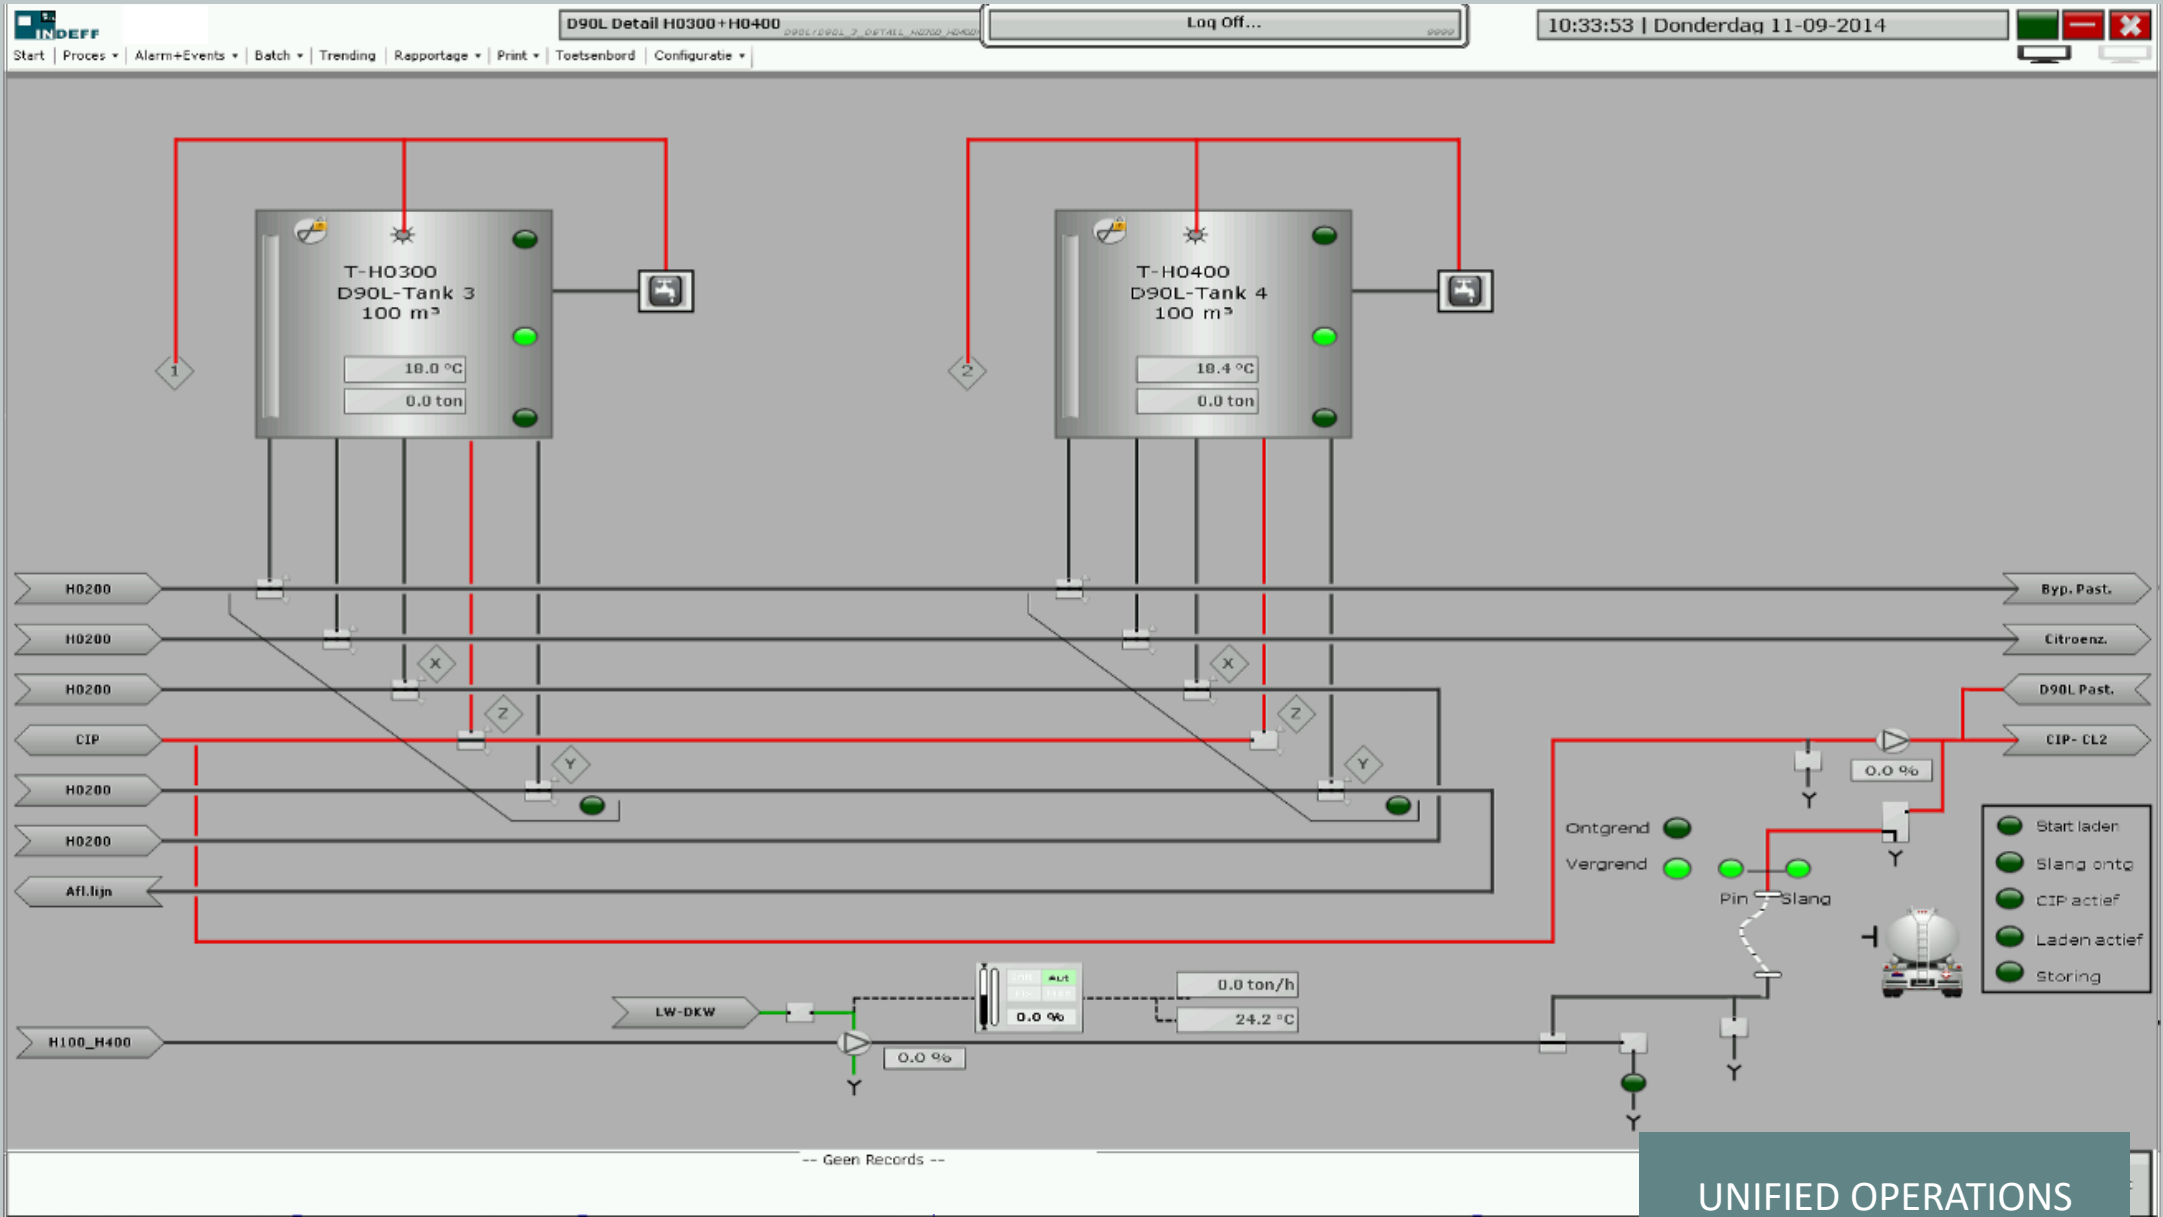 INDEFF
D90L Detail H0300+H0400
Log Off...
9999
10:33:53 | Donderdag 11-09-2014
Start
Proces
Alarm+Events
Batch
Trending
Rapportage
Print
Toetsenbord
Configuratie
T-H0300
D90L-Tank 3
100 m³
18.0 °C
0.0 ton
1
T-H0400
D90L-Tank 4
100 m³
18.4 °C
0.0 ton
2
H0200
Byp. Past.
H0200
Citroenz.
X
X
H0200
D90L Past.
Z
Z
CIP
CIP- CL2
Y
Y
0.0 %
H0200
H0200
Afl.lijn
Ontgrend
Vergrend
Pin
Slang
Start laden
Slang ontg
CIP actief
Laden actief
Storing
LW-DKW
Aut
0.0 %
0.0 ton/h
24.2 °C
H100_H400
0.0 %
-- Geen Records --
UNIFIED OPERATIONS